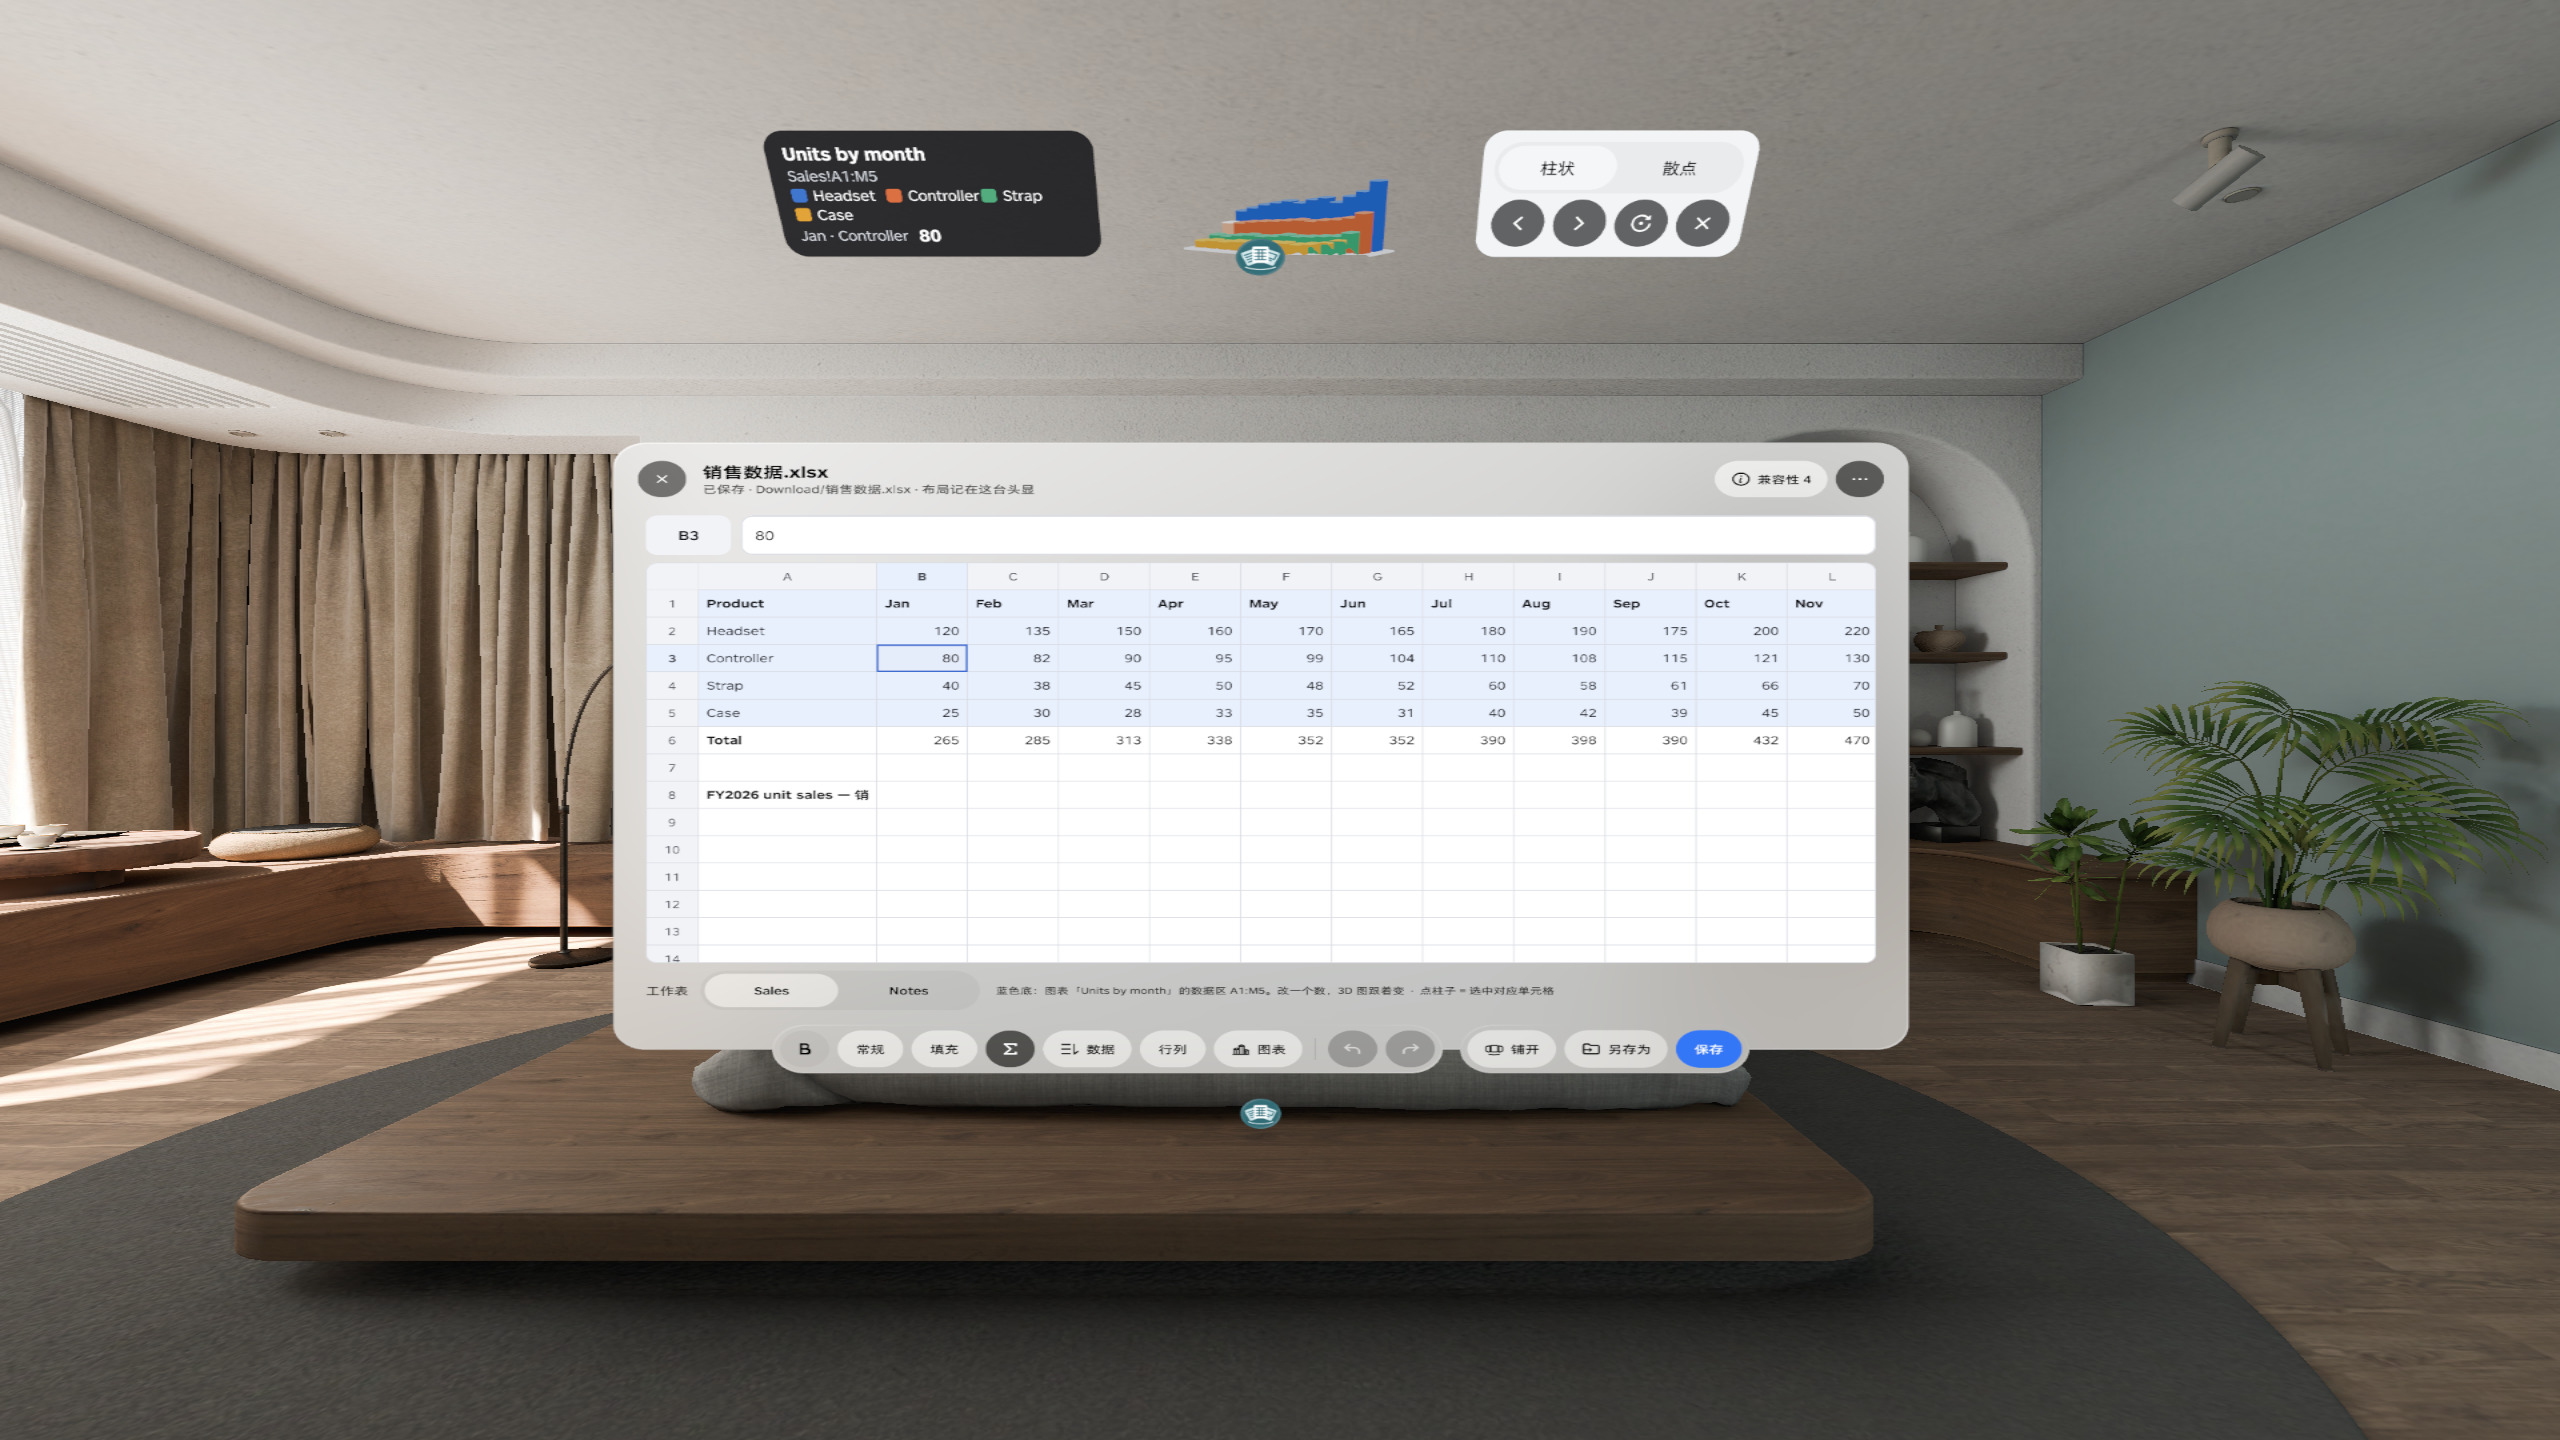 Units by month
Sales!A1:M5
Headset Controller Strap
Case
Jan · Controller 80
柱状 散点
销售数据.xlsx
已保存 · Download/销售数据.xlsx · 布局记在这台头显
兼容性 4
B3 80
A B C D E F G H I J K L
1 Product Jan Feb Mar Apr May Jun Jul Aug Sep Oct Nov
2 Headset 120 135 150 160 170 165 180 190 175 200 220
3 Controller 80 82 90 95 99 104 110 108 115 121 130
4 Strap 40 38 45 50 48 52 60 58 61 66 70
5 Case 25 30 28 33 35 31 40 42 39 45 50
6 Total 265 285 313 338 352 352 390 398 390 432 470
7
8 FY2026 unit sales — 销
9
10
11
12
13
14
工作表 Sales Notes 蓝色底：图表「Units by month」的数据区 A1:M5。改一个数，3D 图跟着变 · 点柱子 = 选中对应单元格
B 常规 填充 Σ 数据 行列 图表 铺开 另存为 保存